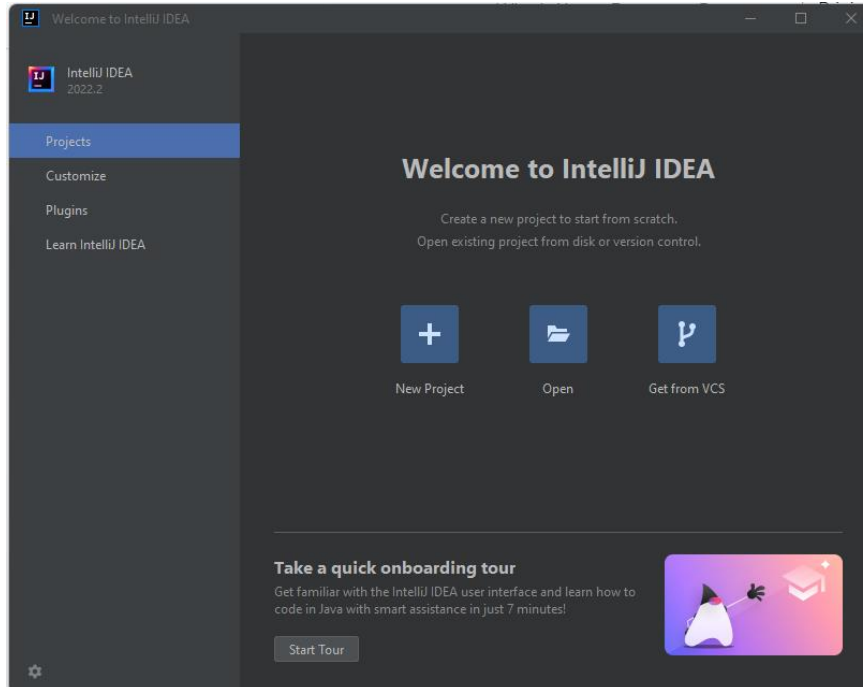 Welcome to IntelliJ IDEA
IntelliJ IDEA
2022.2
Projects
Customize
Plugins
Learn IntelliJ IDEA
Welcome to IntelliJ IDEA
Create a new project to start from scratch.
Open existing project from disk or version control.
New Project
Open
Get from VCS
Take a quick onboarding tour
Get familiar with the IntelliJ IDEA user interface and learn how to
code in Java with smart assistance in just 7 minutes!
Start Tour